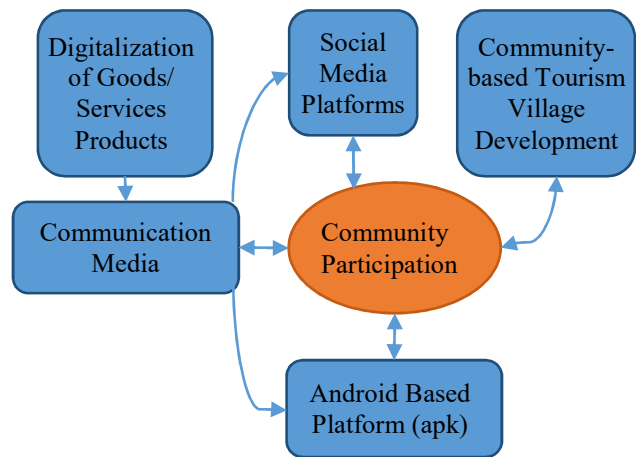 Digitalization
of Goods/
Services
Products
Social
Media
Platforms
Community-
based Tourism
Village
Development
Communication
Media
Community
Participation
Android Based
Platform (apk)